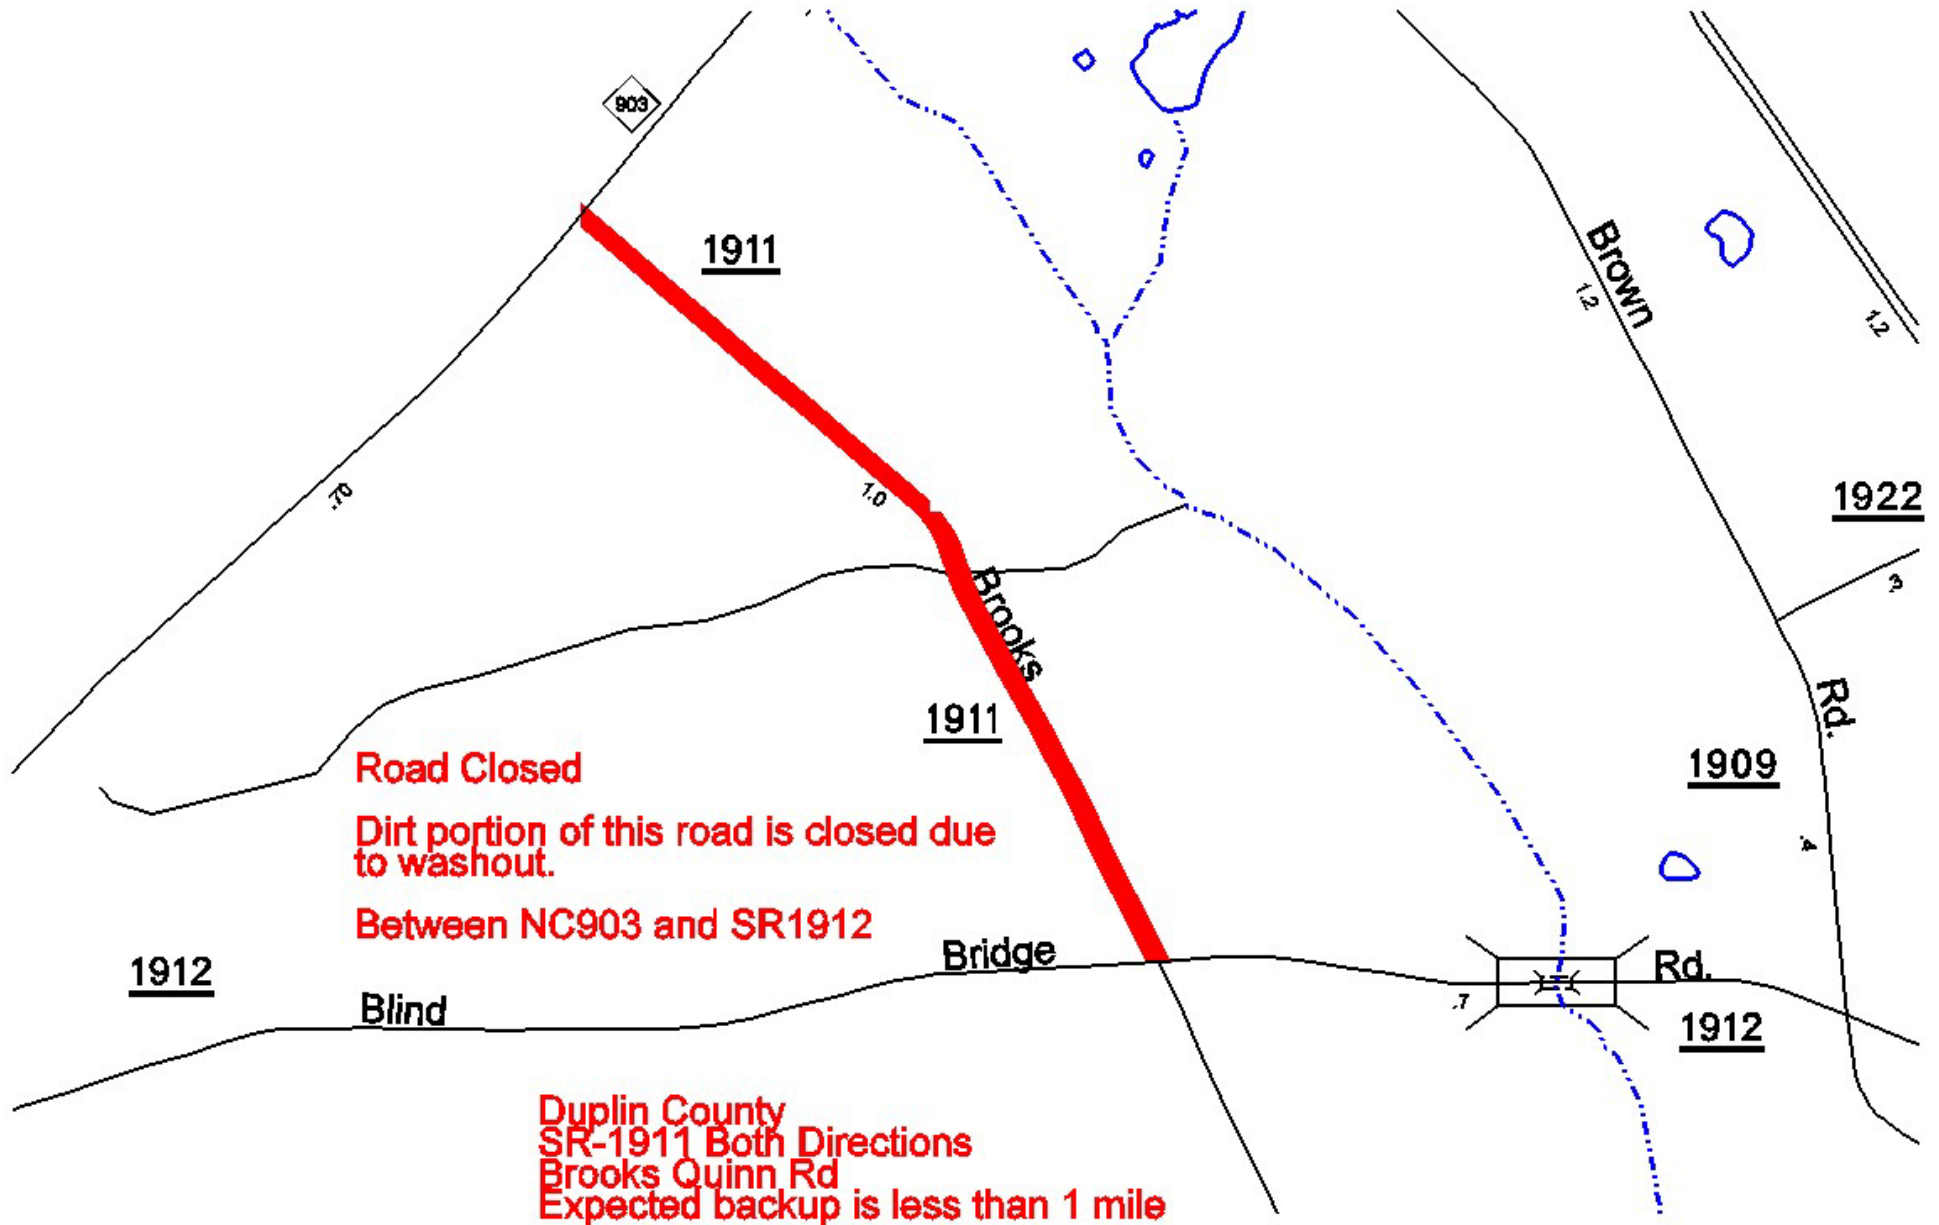 903
1911
Brown
1.2
1.2
.70
1.0
1922
.3
Brooks
Rd.
1911
1909
Road Closed
Dirt portion of this road is closed due
to washout.
.4
Between NC903 and SR1912
1912
Bridge
Rd.
Blind
.7
1912
Duplin County
SR-1911 Both Directions
Brooks Quinn Rd
Expected backup is less than 1 mile